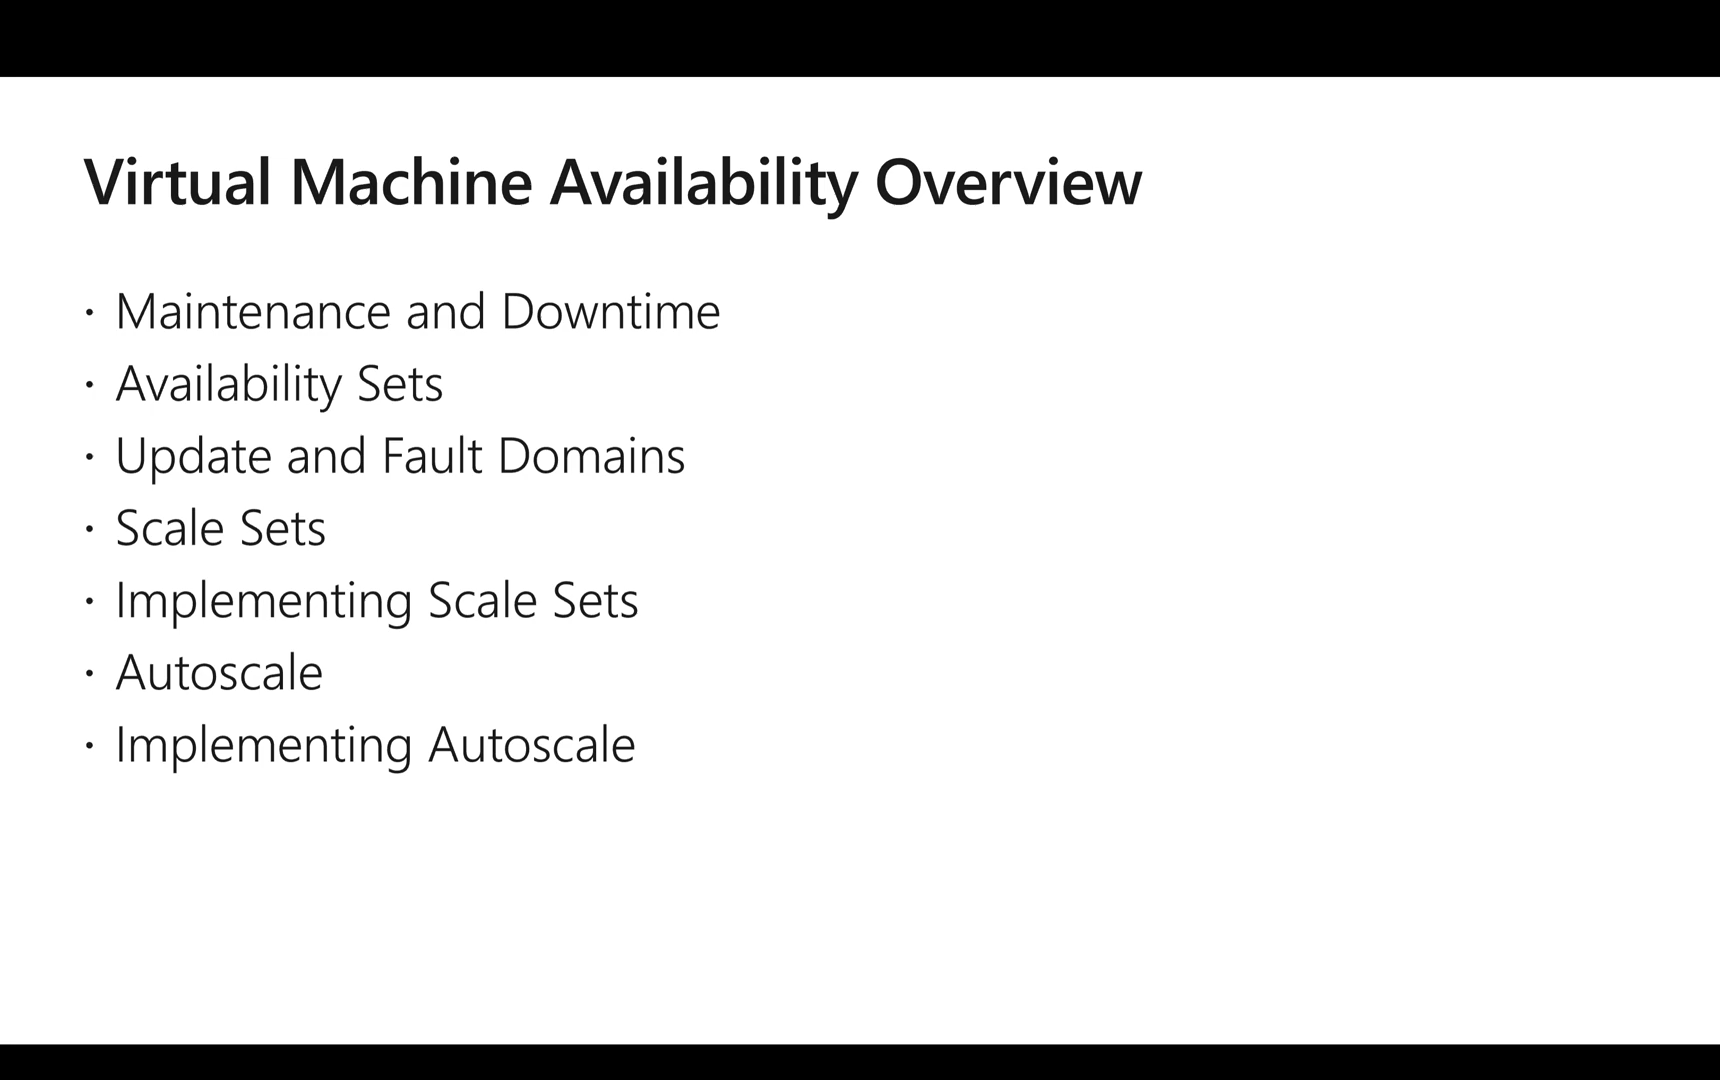 Virtual Machine Availability Overview
· Maintenance and Downtime
· Availability Sets
· Update and Fault Domains
· Scale Sets
· Implementing Scale Sets
· Autoscale
· Implementing Autoscale